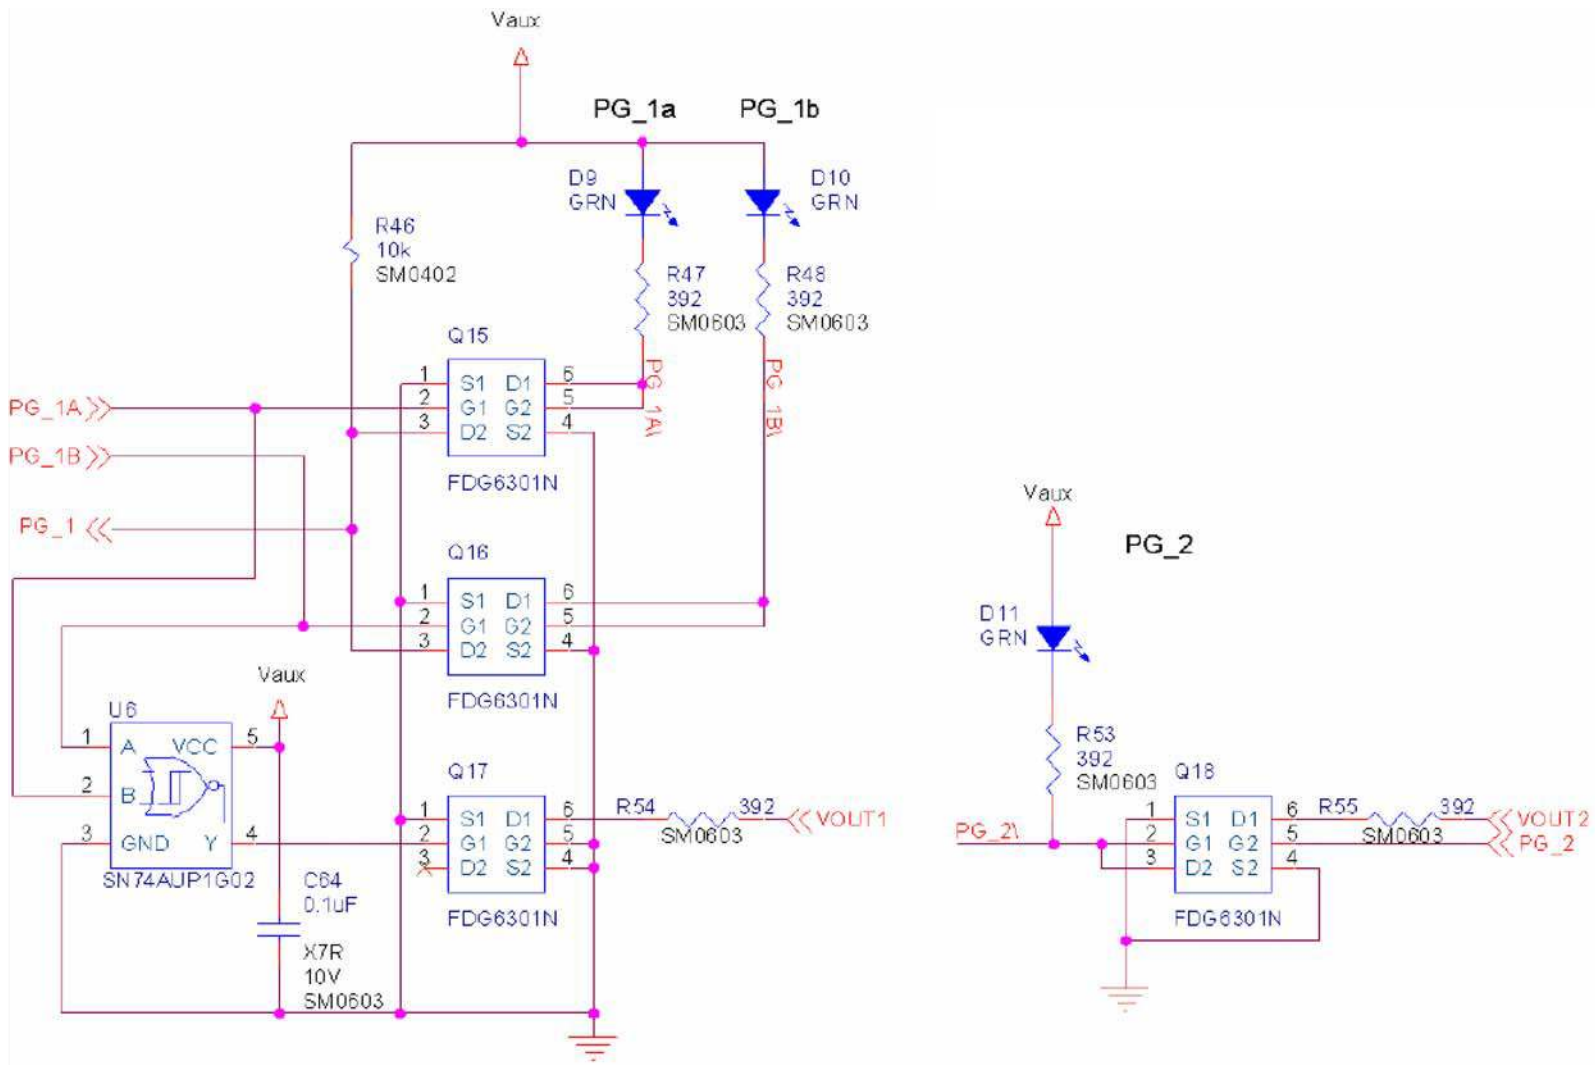 Vaux
PG_1a
PG_1b
D9
GRN
D10
GRN
R46
10k
SM0402
R47
392
SM0603
R48
392
SM0603
Q15
1 S1 D1 6
2 G1 G2 5
3 D2 S2 4
FDG6301N
PG_1A\
PG_1B\
PG_1A
PG_1B
PG_1
Q16
1 S1 D1 6
2 G1 G2 5
3 D2 S2 4
FDG6301N
Vaux
U6
1 A VCC 5
2 B
3 GND Y 4
SN74AUP1G02
C64
0.1uF
X7R
10V
SM0603
Q17
1 S1 D1 6
2 G1 G2 5
3 D2 S2 4
FDG6301N
R54 392
SM0603
VOUT1
Vaux
PG_2
D11
GRN
R53
392
SM0603
Q18
PG_2\
1 S1 D1 6
2 G1 G2 5
3 D2 S2 4
FDG6301N
R55 392
SM0603
VOUT2
PG_2